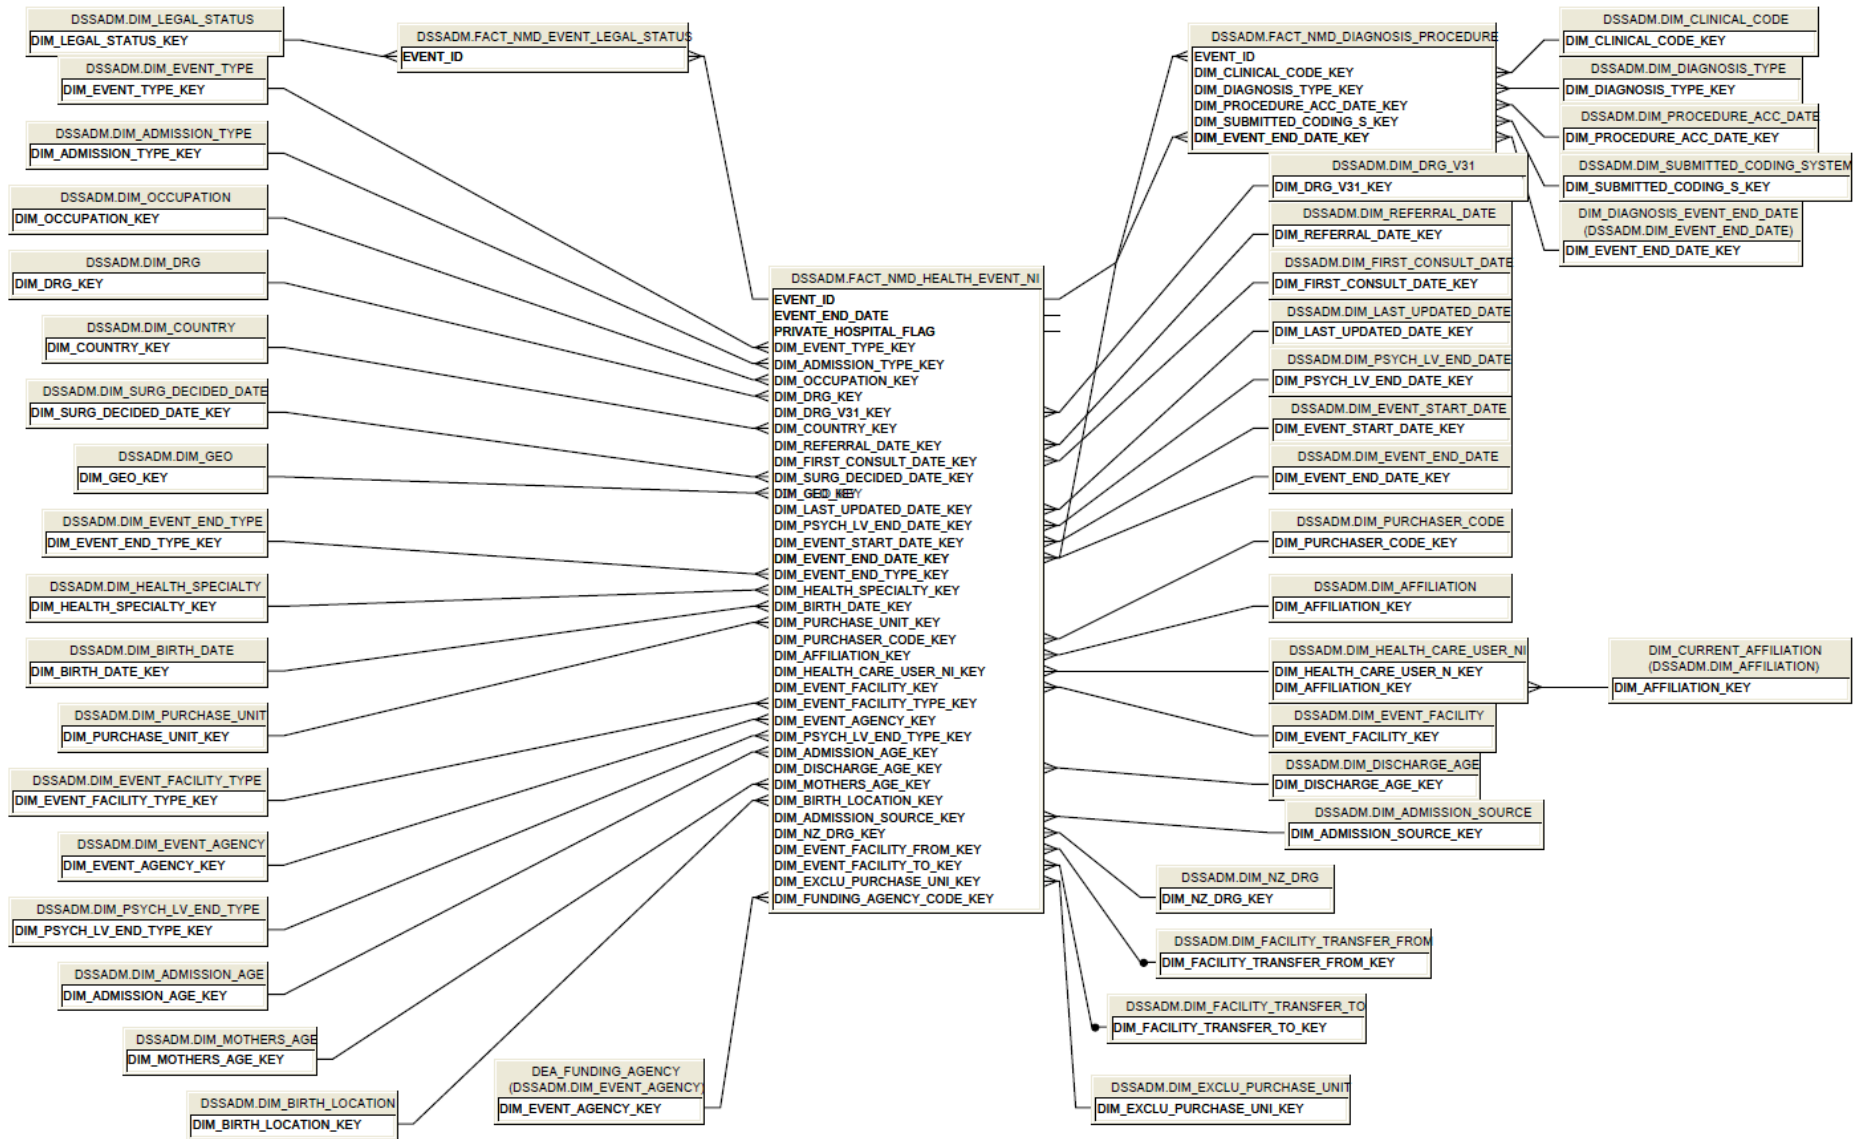 DSSADM.DIM_LEGAL_STATUS
DIM_LEGAL_STATUS_KEY
DSSADM.DIM_EVENT_TYPE
DIM_EVENT_TYPE_KEY
DSSADM.DIM_ADMISSION_TYPE
DIM_ADMISSION_TYPE_KEY
DSSADM.DIM_OCCUPATION
DIM_OCCUPATION_KEY
DSSADM.DIM_DRG
DIM_DRG_KEY
DSSADM.DIM_COUNTRY
DIM_COUNTRY_KEY
DSSADM.DIM_SURG_DECIDED_DATE
DIM_SURG_DECIDED_DATE_KEY
DSSADM.DIM_GEO
DIM_GEO_KEY
DSSADM.DIM_EVENT_END_TYPE
DIM_EVENT_END_TYPE_KEY
DSSADM.DIM_HEALTH_SPECIALTY
DIM_HEALTH_SPECIALTY_KEY
DSSADM.DIM_BIRTH_DATE
DIM_BIRTH_DATE_KEY
DSSADM.DIM_PURCHASE_UNIT
DIM_PURCHASE_UNIT_KEY
DSSADM.DIM_EVENT_FACILITY_TYPE
DIM_EVENT_FACILITY_TYPE_KEY
DSSADM.DIM_EVENT_AGENCY
DIM_EVENT_AGENCY_KEY
DSSADM.DIM_PSYCH_LV_END_TYPE
DIM_PSYCH_LV_END_TYPE_KEY
DSSADM.DIM_ADMISSION_AGE
DIM_ADMISSION_AGE_KEY
DSSADM.DIM_MOTHERS_AGE
DIM_MOTHERS_AGE_KEY
DSSADM.DIM_BIRTH_LOCATION
DIM_BIRTH_LOCATION_KEY
DSSADM.FACT_NMD_EVENT_LEGAL_STATUS
EVENT_ID
DEA_FUNDING_AGENCY
(DSSADM.DIM_EVENT_AGENCY)
DIM_EVENT_AGENCY_KEY
DSSADM.FACT_NMD_HEALTH_EVENT_NI
EVENT_ID
EVENT_END_DATE
PRIVATE_HOSPITAL_FLAG
DIM_EVENT_TYPE_KEY
DIM_ADMISSION_TYPE_KEY
DIM_OCCUPATION_KEY
DIM_DRG_KEY
DIM_DRG_V31_KEY
DIM_COUNTRY_KEY
DIM_REFERRAL_DATE_KEY
DIM_FIRST_CONSULT_DATE_KEY
DIM_SURG_DECIDED_DATE_KEY
DIM_LAST_UPDATED_DATE_KEY
DIM_PSYCH_LV_END_DATE_KEY
DIM_EVENT_START_DATE_KEY
DIM_EVENT_END_DATE_KEY
DIM_EVENT_END_TYPE_KEY
DIM_HEALTH_SPECIALTY_KEY
DIM_BIRTH_DATE_KEY
DIM_PURCHASE_UNIT_KEY
DIM_PURCHASER_CODE_KEY
DIM_AFFILIATION_KEY
DIM_HEALTH_CARE_USER_NI_KEY
DIM_EVENT_FACILITY_KEY
DIM_EVENT_FACILITY_TYPE_KEY
DIM_EVENT_AGENCY_KEY
DIM_PSYCH_LV_END_TYPE_KEY
DIM_ADMISSION_AGE_KEY
DIM_DISCHARGE_AGE_KEY
DIM_MOTHERS_AGE_KEY
DIM_BIRTH_LOCATION_KEY
DIM_ADMISSION_SOURCE_KEY
DIM_NZ_DRG_KEY
DIM_EVENT_FACILITY_FROM_KEY
DIM_EVENT_FACILITY_TO_KEY
DIM_EXCLU_PURCHASE_UNI_KEY
DIM_FUNDING_AGENCY_CODE_KEY
DSSADM.FACT_NMD_DIAGNOSIS_PROCEDURE
EVENT_ID
DIM_CLINICAL_CODE_KEY
DIM_DIAGNOSIS_TYPE_KEY
DIM_PROCEDURE_ACC_DATE_KEY
DIM_SUBMITTED_CODING_S_KEY
DIM_EVENT_END_DATE_KEY
DSSADM.DIM_DRG_V31
DIM_DRG_V31_KEY
DSSADM.DIM_REFERRAL_DATE
DIM_REFERRAL_DATE_KEY
DSSADM.DIM_FIRST_CONSULT_DATE
DIM_FIRST_CONSULT_DATE_KEY
DSSADM.DIM_LAST_UPDATED_DATE
DIM_LAST_UPDATED_DATE_KEY
DSSADM.DIM_PSYCH_LV_END_DATE
DIM_PSYCH_LV_END_DATE_KEY
DSSADM.DIM_EVENT_START_DATE
DIM_EVENT_START_DATE_KEY
DSSADM.DIM_EVENT_END_DATE
DIM_EVENT_END_DATE_KEY
DSSADM.DIM_PURCHASER_CODE
DIM_PURCHASER_CODE_KEY
DSSADM.DIM_AFFILIATION
DIM_AFFILIATION_KEY
DSSADM.DIM_HEALTH_CARE_USER_NI
DIM_HEALTH_CARE_USER_N_KEY
DIM_AFFILIATION_KEY
DSSADM.DIM_EVENT_FACILITY
DIM_EVENT_FACILITY_KEY
DSSADM.DIM_DISCHARGE_AGE
DIM_DISCHARGE_AGE_KEY
DSSADM.DIM_ADMISSION_SOURCE
DIM_ADMISSION_SOURCE_KEY
DSSADM.DIM_NZ_DRG
DIM_NZ_DRG_KEY
DSSADM.DIM_FACILITY_TRANSFER_FROM
DIM_FACILITY_TRANSFER_FROM_KEY
DSSADM.DIM_FACILITY_TRANSFER_TO
DIM_FACILITY_TRANSFER_TO_KEY
DSSADM.DIM_EXCLU_PURCHASE_UNIT
DIM_EXCLU_PURCHASE_UNI_KEY
DSSADM.DIM_CLINICAL_CODE
DIM_CLINICAL_CODE_KEY
DSSADM.DIM_DIAGNOSIS_TYPE
DIM_DIAGNOSIS_TYPE_KEY
DSSADM.DIM_PROCEDURE_ACC_DATE
DIM_PROCEDURE_ACC_DATE_KEY
DSSADM.DIM_SUBMITTED_CODING_SYSTEM
DIM_SUBMITTED_CODING_S_KEY
DIM_DIAGNOSIS_EVENT_END_DATE
(DSSADM.DIM_EVENT_END_DATE)
DIM_EVENT_END_DATE_KEY
DIM_CURRENT_AFFILIATION
(DSSADM.DIM_AFFILIATION)
DIM_AFFILIATION_KEY